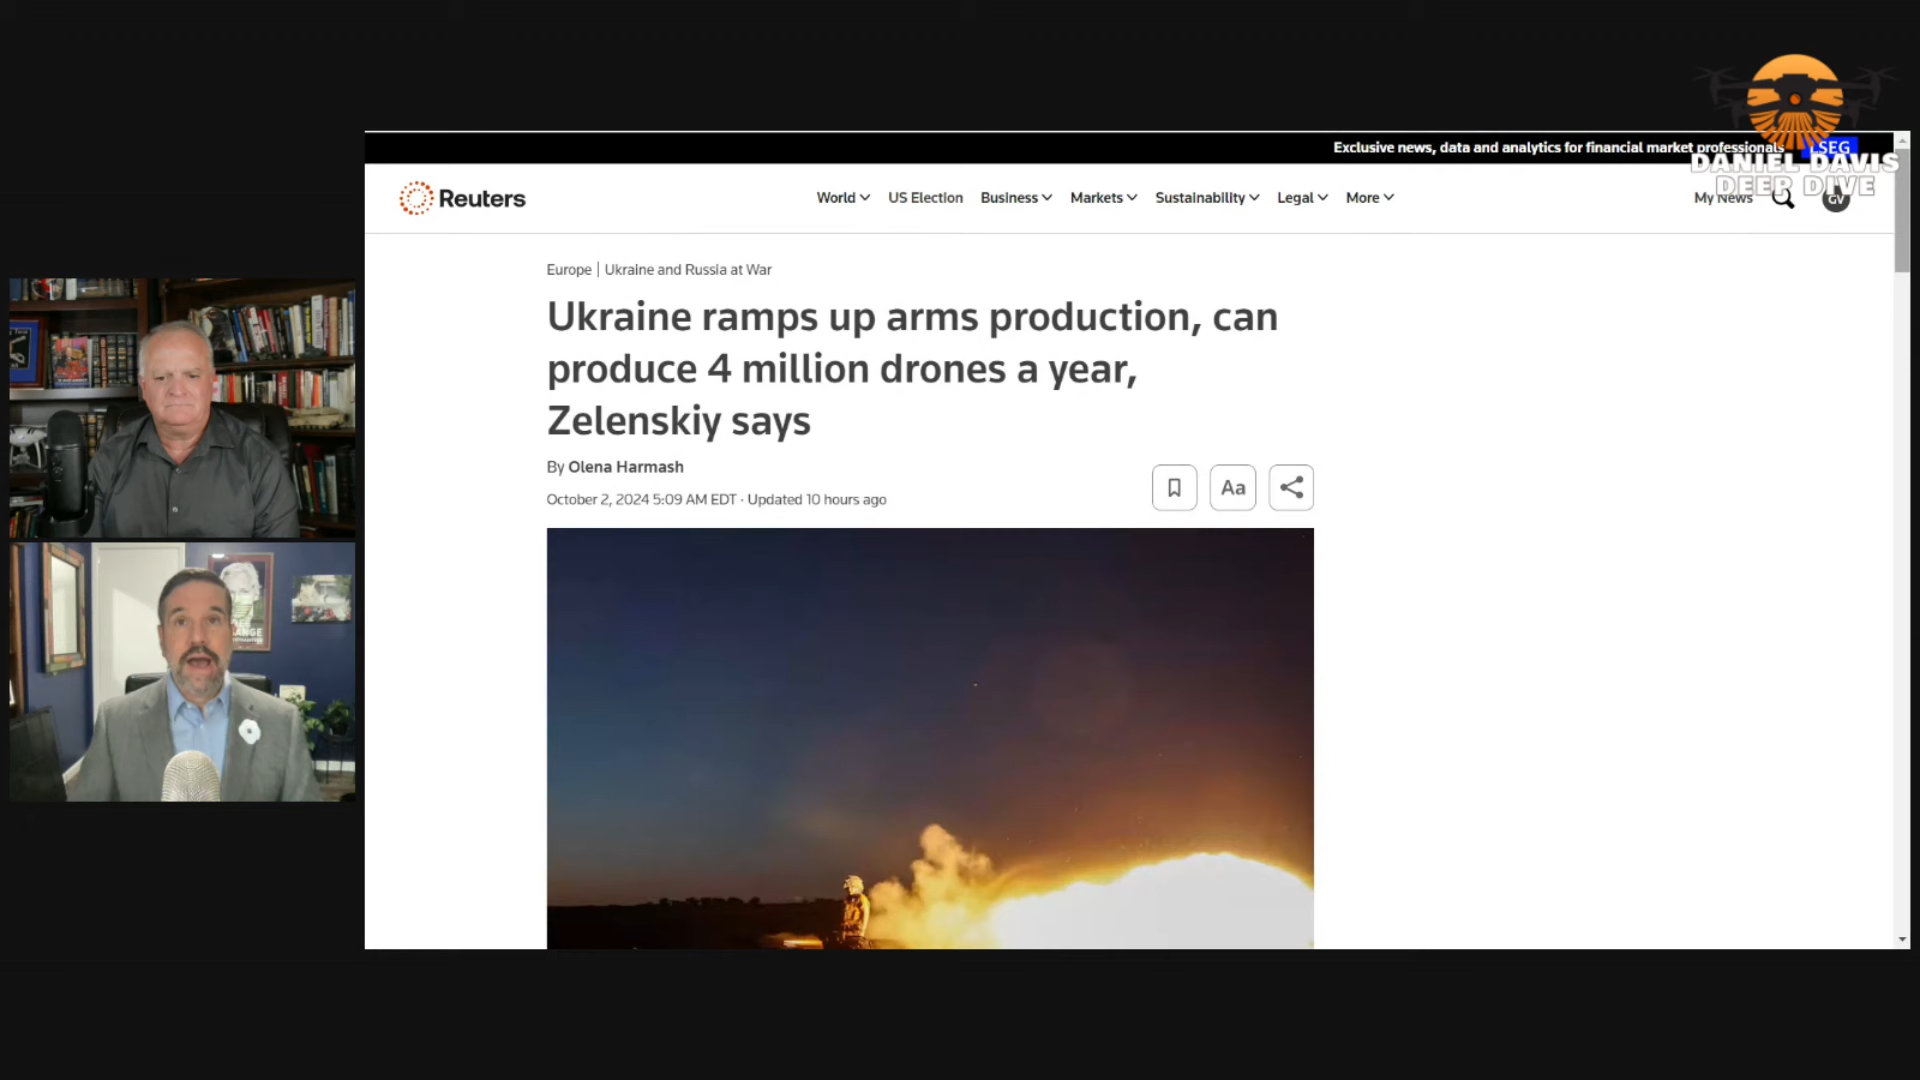 Exclusive news, data and analytics for financial market professionals
LSEG
DANIEL DAVIS
DEEP DIVE
Reuters
World
US Election
Business
Markets
Sustainability
Legal
More
My News
GV
Europe | Ukraine and Russia at War
Ukraine ramps up arms production, can
produce 4 million drones a year,
Zelenskiy says
By Olena Harmash
October 2, 2024 5:09 AM EDT · Updated 10 hours ago
Aa